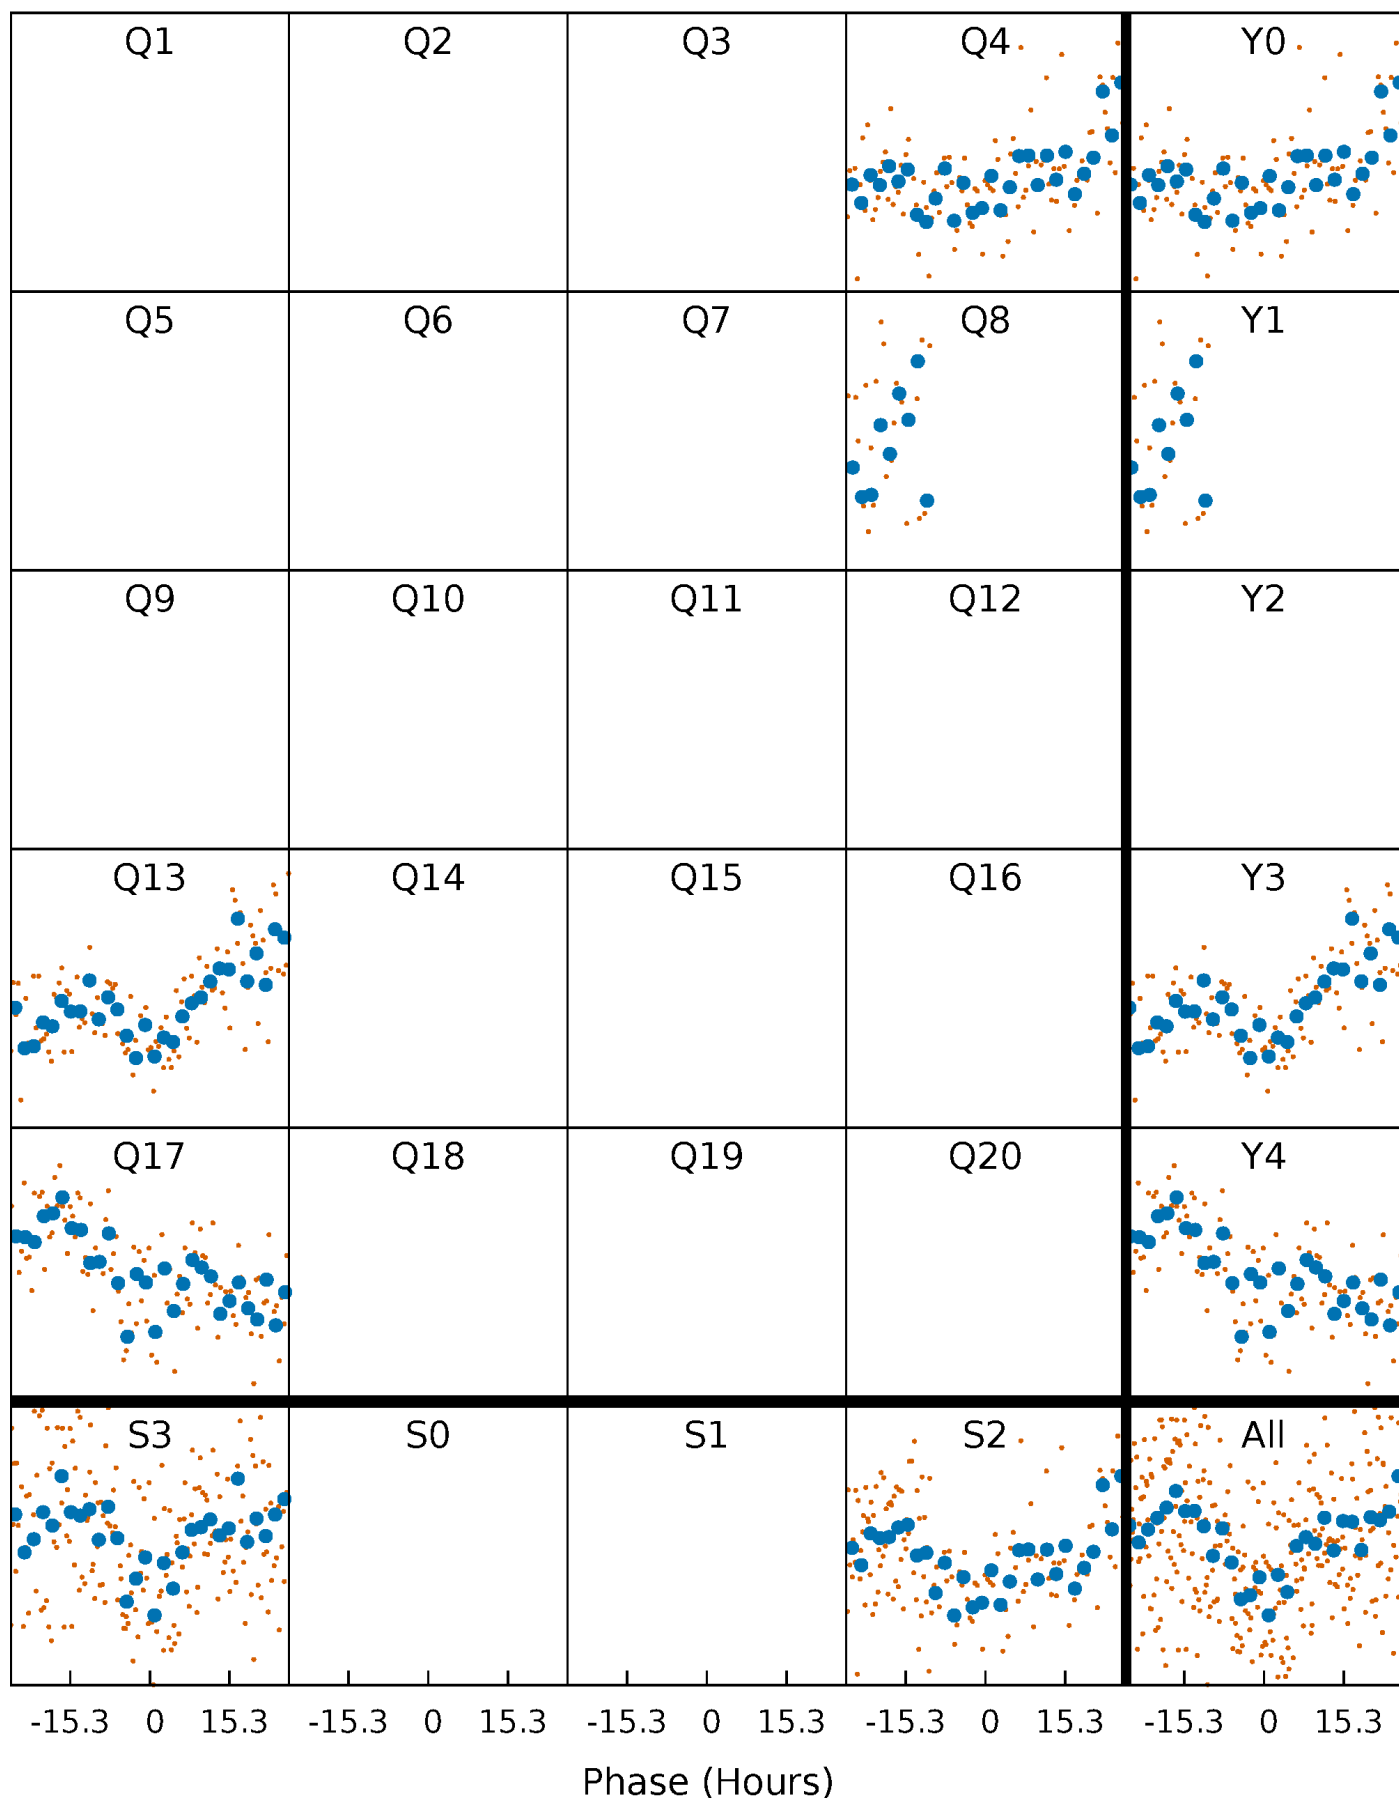 Q1 Q2 Q3 Q4 Y0
Q5 Q6 Q7 Q8 Y1
Q9 Q10 Q11 Q12 Y2
Q13 Q14 Q15 Q16 Y3
Q17 Q18 Q19 Q20 Y4
S3 S0 S1 S2 All
-15.3 0 15.3 -15.3 0 15.3 -15.3 0 15.3 -15.3 0 15.3 -15.3 0 15.3
Phase (Hours)